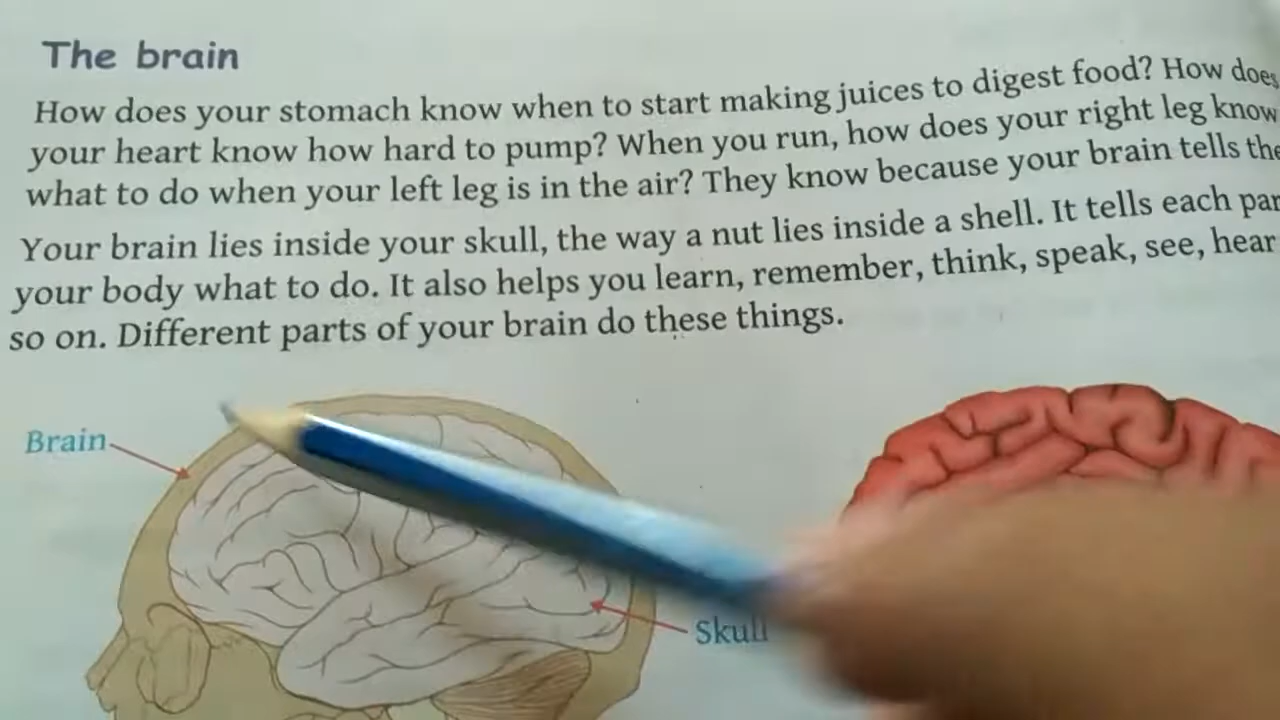 The brain
How does your stomach know when to start making juices to digest food? How does
your heart know how hard to pump? When you run, how does your right leg know
what to do when your left leg is in the air? They know because your brain tells the
Your brain lies inside your skull, the way a nut lies inside a shell. It tells each par
your body what to do. It also helps you learn, remember, think, speak, see, hear
so on. Different parts of your brain do these things.
Brain
Skull